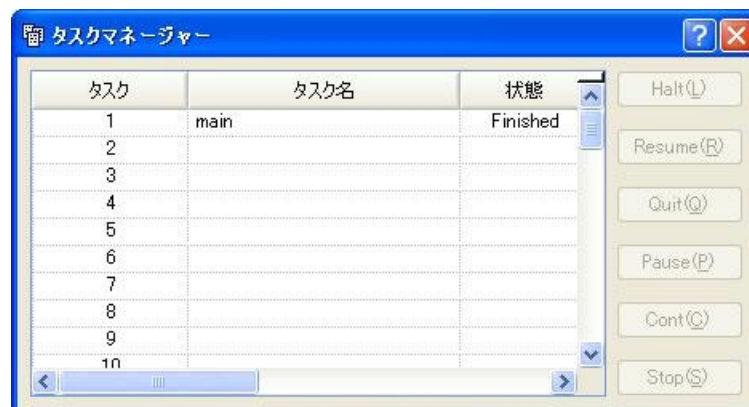 タスクマネージャー
タスク タスク名 状態
1 main Finished
2
3
4
5
6
7
8
9
10
Halt(L)
Resume(R)
Quit(Q)
Pause(P)
Cont(C)
Stop(S)